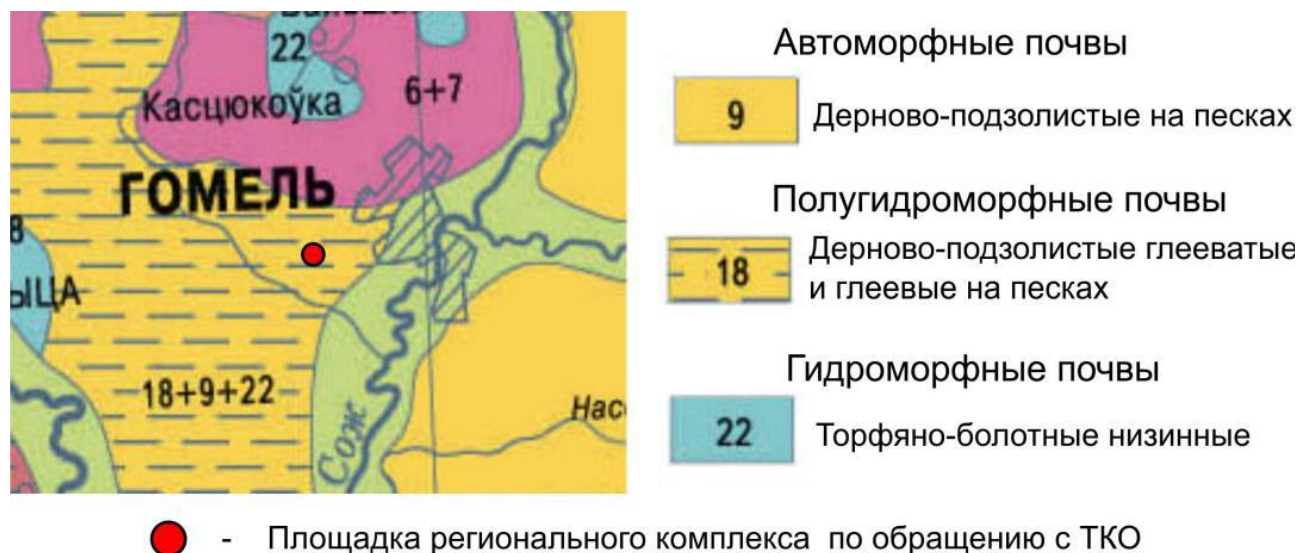 22
Касцюкоўка
6+7
ГОМЕЛЬ
18+9+22
Сож
Автоморфные почвы
9
Дерново-подзолистые на песках
Полугидроморфные почвы
18
Дерново-подзолистые глееватые
и глеевые на песках
Гидроморфные почвы
22
Торфяно-болотные низинные
- Площадка регионального комплекса по обращению с ТКО